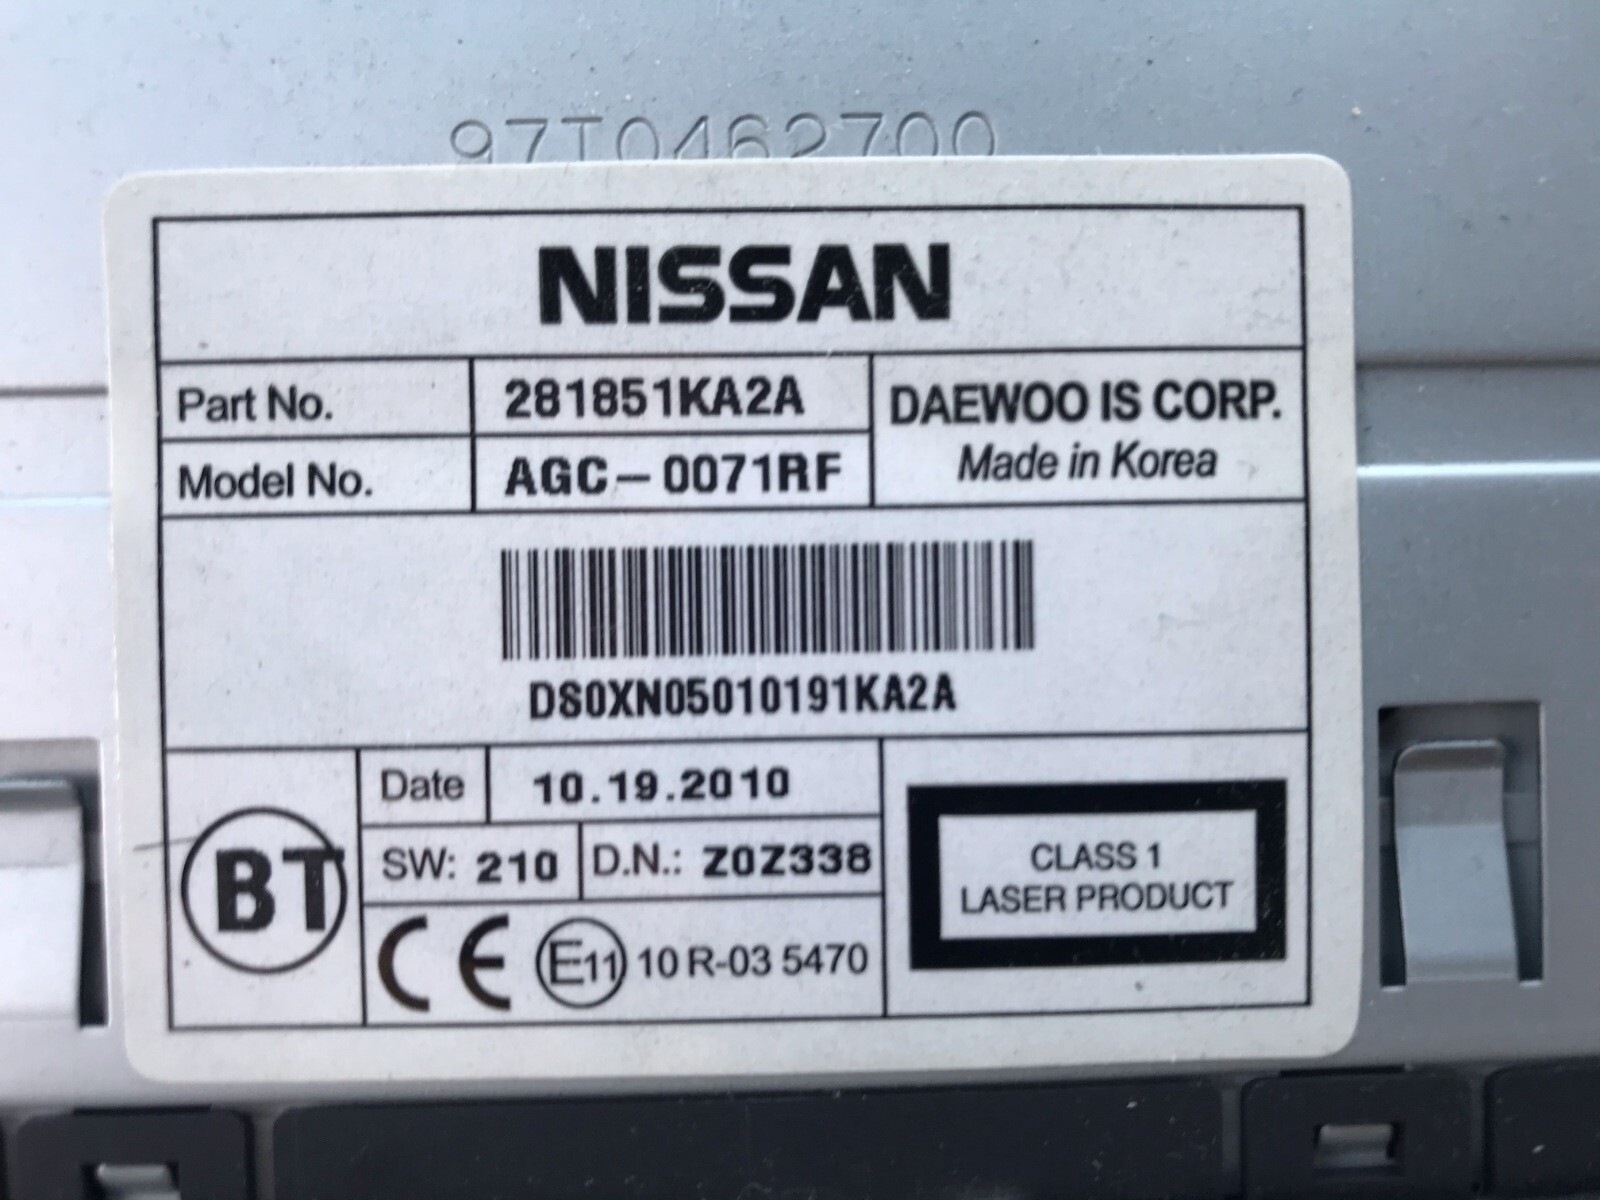 97T0462700
NISSAN
Part No. 281851KA2A
DAEWOO IS CORP.
Model No. AGC-0071RF
Made in Korea
DS0XN05010191KA2A
BT
Date 10.19.2010
SW: 210 D.N.: Z0Z338
CE E11 10 R-03 5470
CLASS 1
LASER PRODUCT